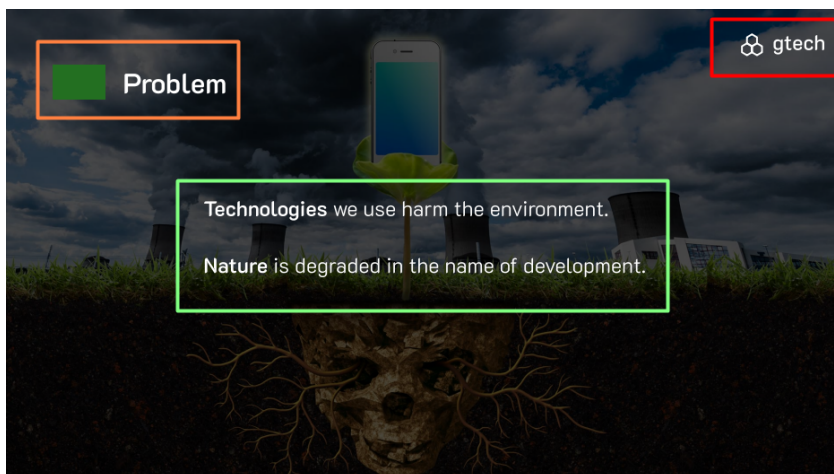 Problem
gtech
Technologies we use harm the environment.
Nature is degraded in the name of development.